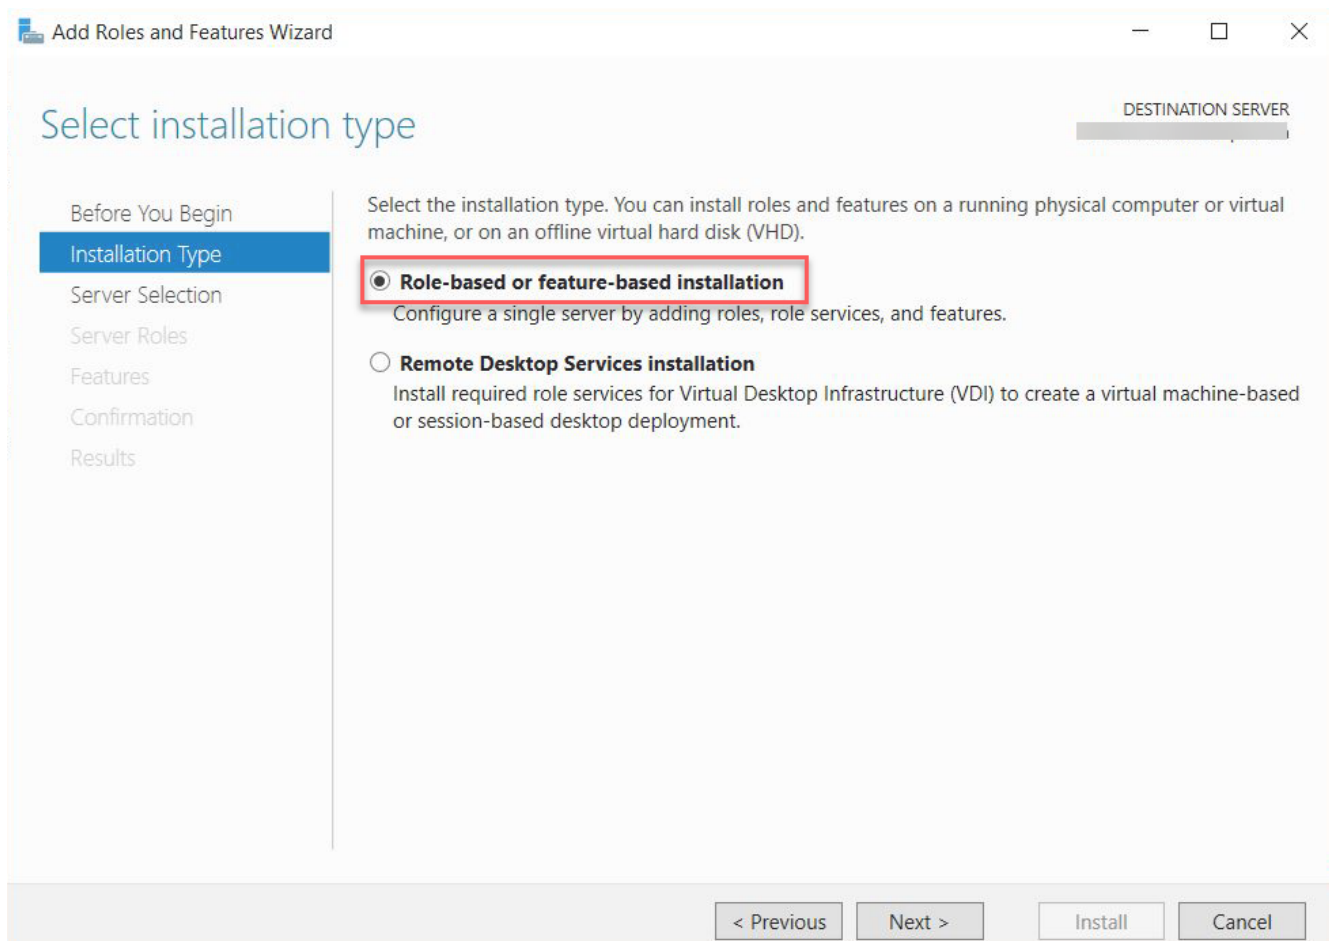 Add Roles and Features Wizard
Select installation type
DESTINATION SERVER
Before You Begin
Installation Type
Server Selection
Server Roles
Features
Confirmation
Results
Select the installation type. You can install roles and features on a running physical computer or virtual
machine, or on an offline virtual hard disk (VHD).
Role-based or feature-based installation
Configure a single server by adding roles, role services, and features.
Remote Desktop Services installation
Install required role services for Virtual Desktop Infrastructure (VDI) to create a virtual machine-based
or session-based desktop deployment.
< Previous
Next >
Install
Cancel